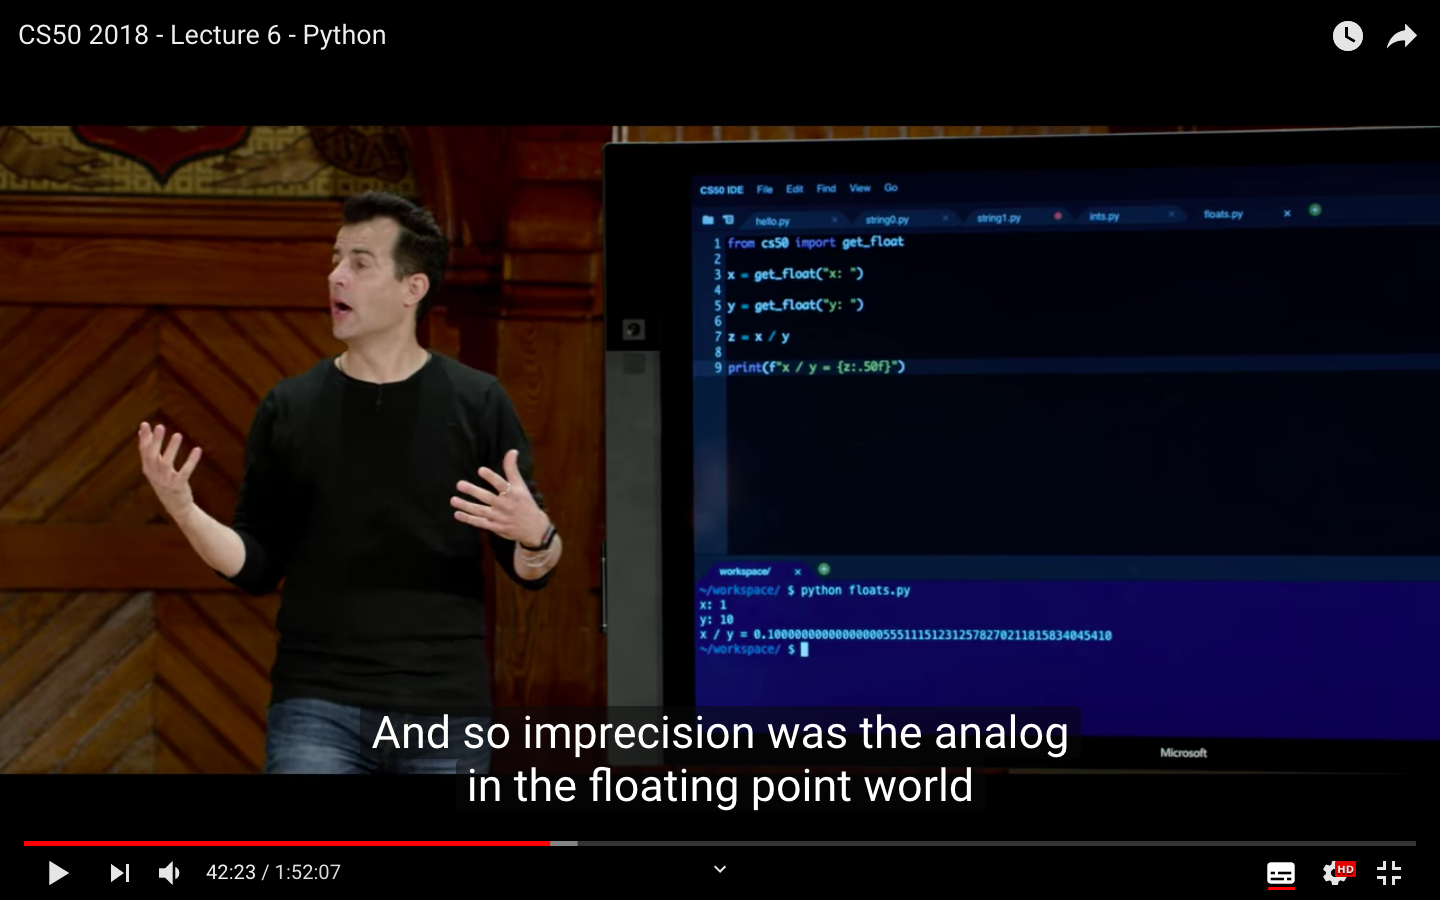 CS50 2018 - Lecture 6 - Python
CS50 IDE File Edit Find View Go
hello.py × string0.py × string1.py ints.py × floats.py ×
1 from cs50 import get_float
2
3 x = get_float("x: ")
4
5 y = get_float("y: ")
6
7 z = x / y
8
9 print(f"x / y = {z:.50f}")
workspace/ ×
~/workspace/ $ python floats.py
x: 1
y: 10
x / y = 0.10000000000000000555111512312578270211815834045410
~/workspace/ $
And so imprecision was the analog
in the floating point world
Microsoft
42:23 / 1:52:07
HD